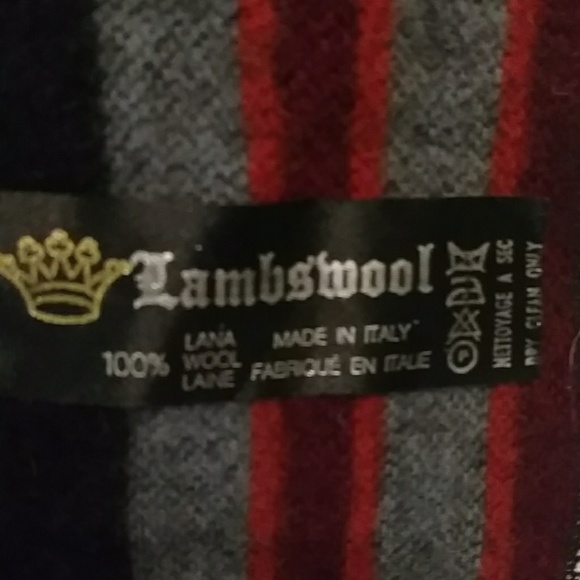 Lambswool
100%
LANA
WOOL
LAINE
MADE IN ITALY
FABRIQUÉ EN ITALIE
NETTOYAGE A SEC
DRY CLEAN ONLY